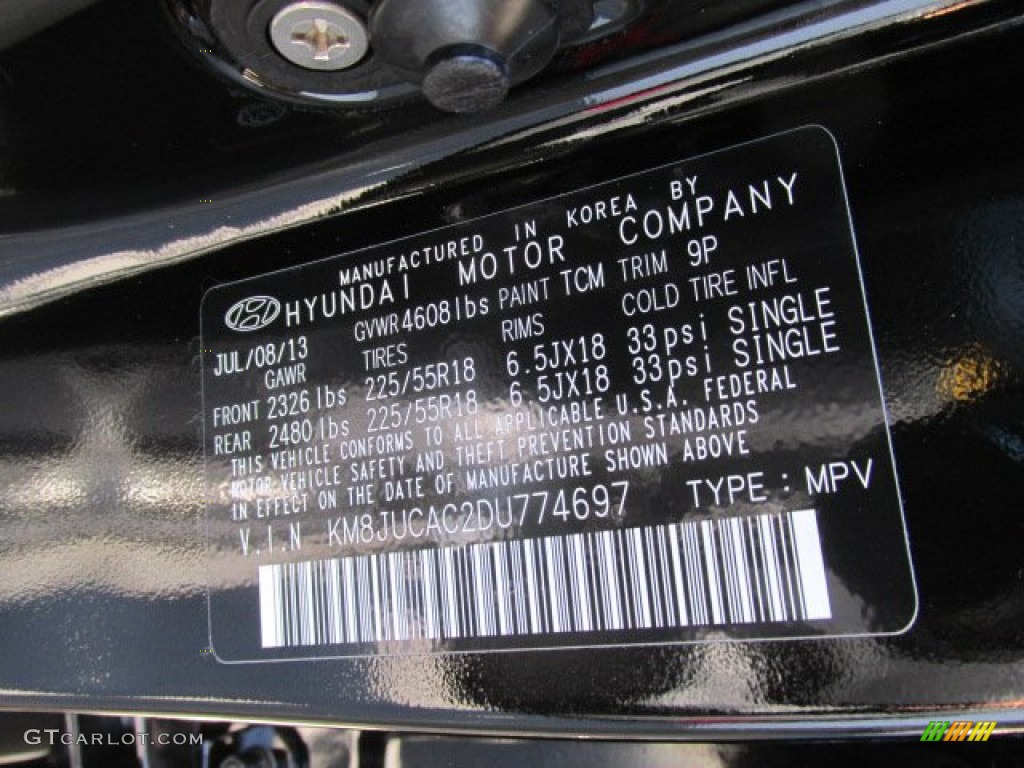 MANUFACTURED IN KOREA BY
HYUNDAI MOTOR COMPANY
JUL/08/13 GVWR 4608 lbs PAINT TCM TRIM 9P
GAWR TIRES RIMS COLD TIRE INFL
FRONT 2326 lbs 225/55R18 6.5JX18 33psi SINGLE
REAR 2480 lbs 225/55R18 6.5JX18 33psi SINGLE
THIS VEHICLE CONFORMS TO ALL APPLICABLE U.S.A. FEDERAL
MOTOR VEHICLE SAFETY AND THEFT PREVENTION STANDARDS
IN EFFECT ON THE DATE OF MANUFACTURE SHOWN ABOVE
V.I.N KM8JUCAC2DU774697 TYPE : MPV
GTCARLOT.COM